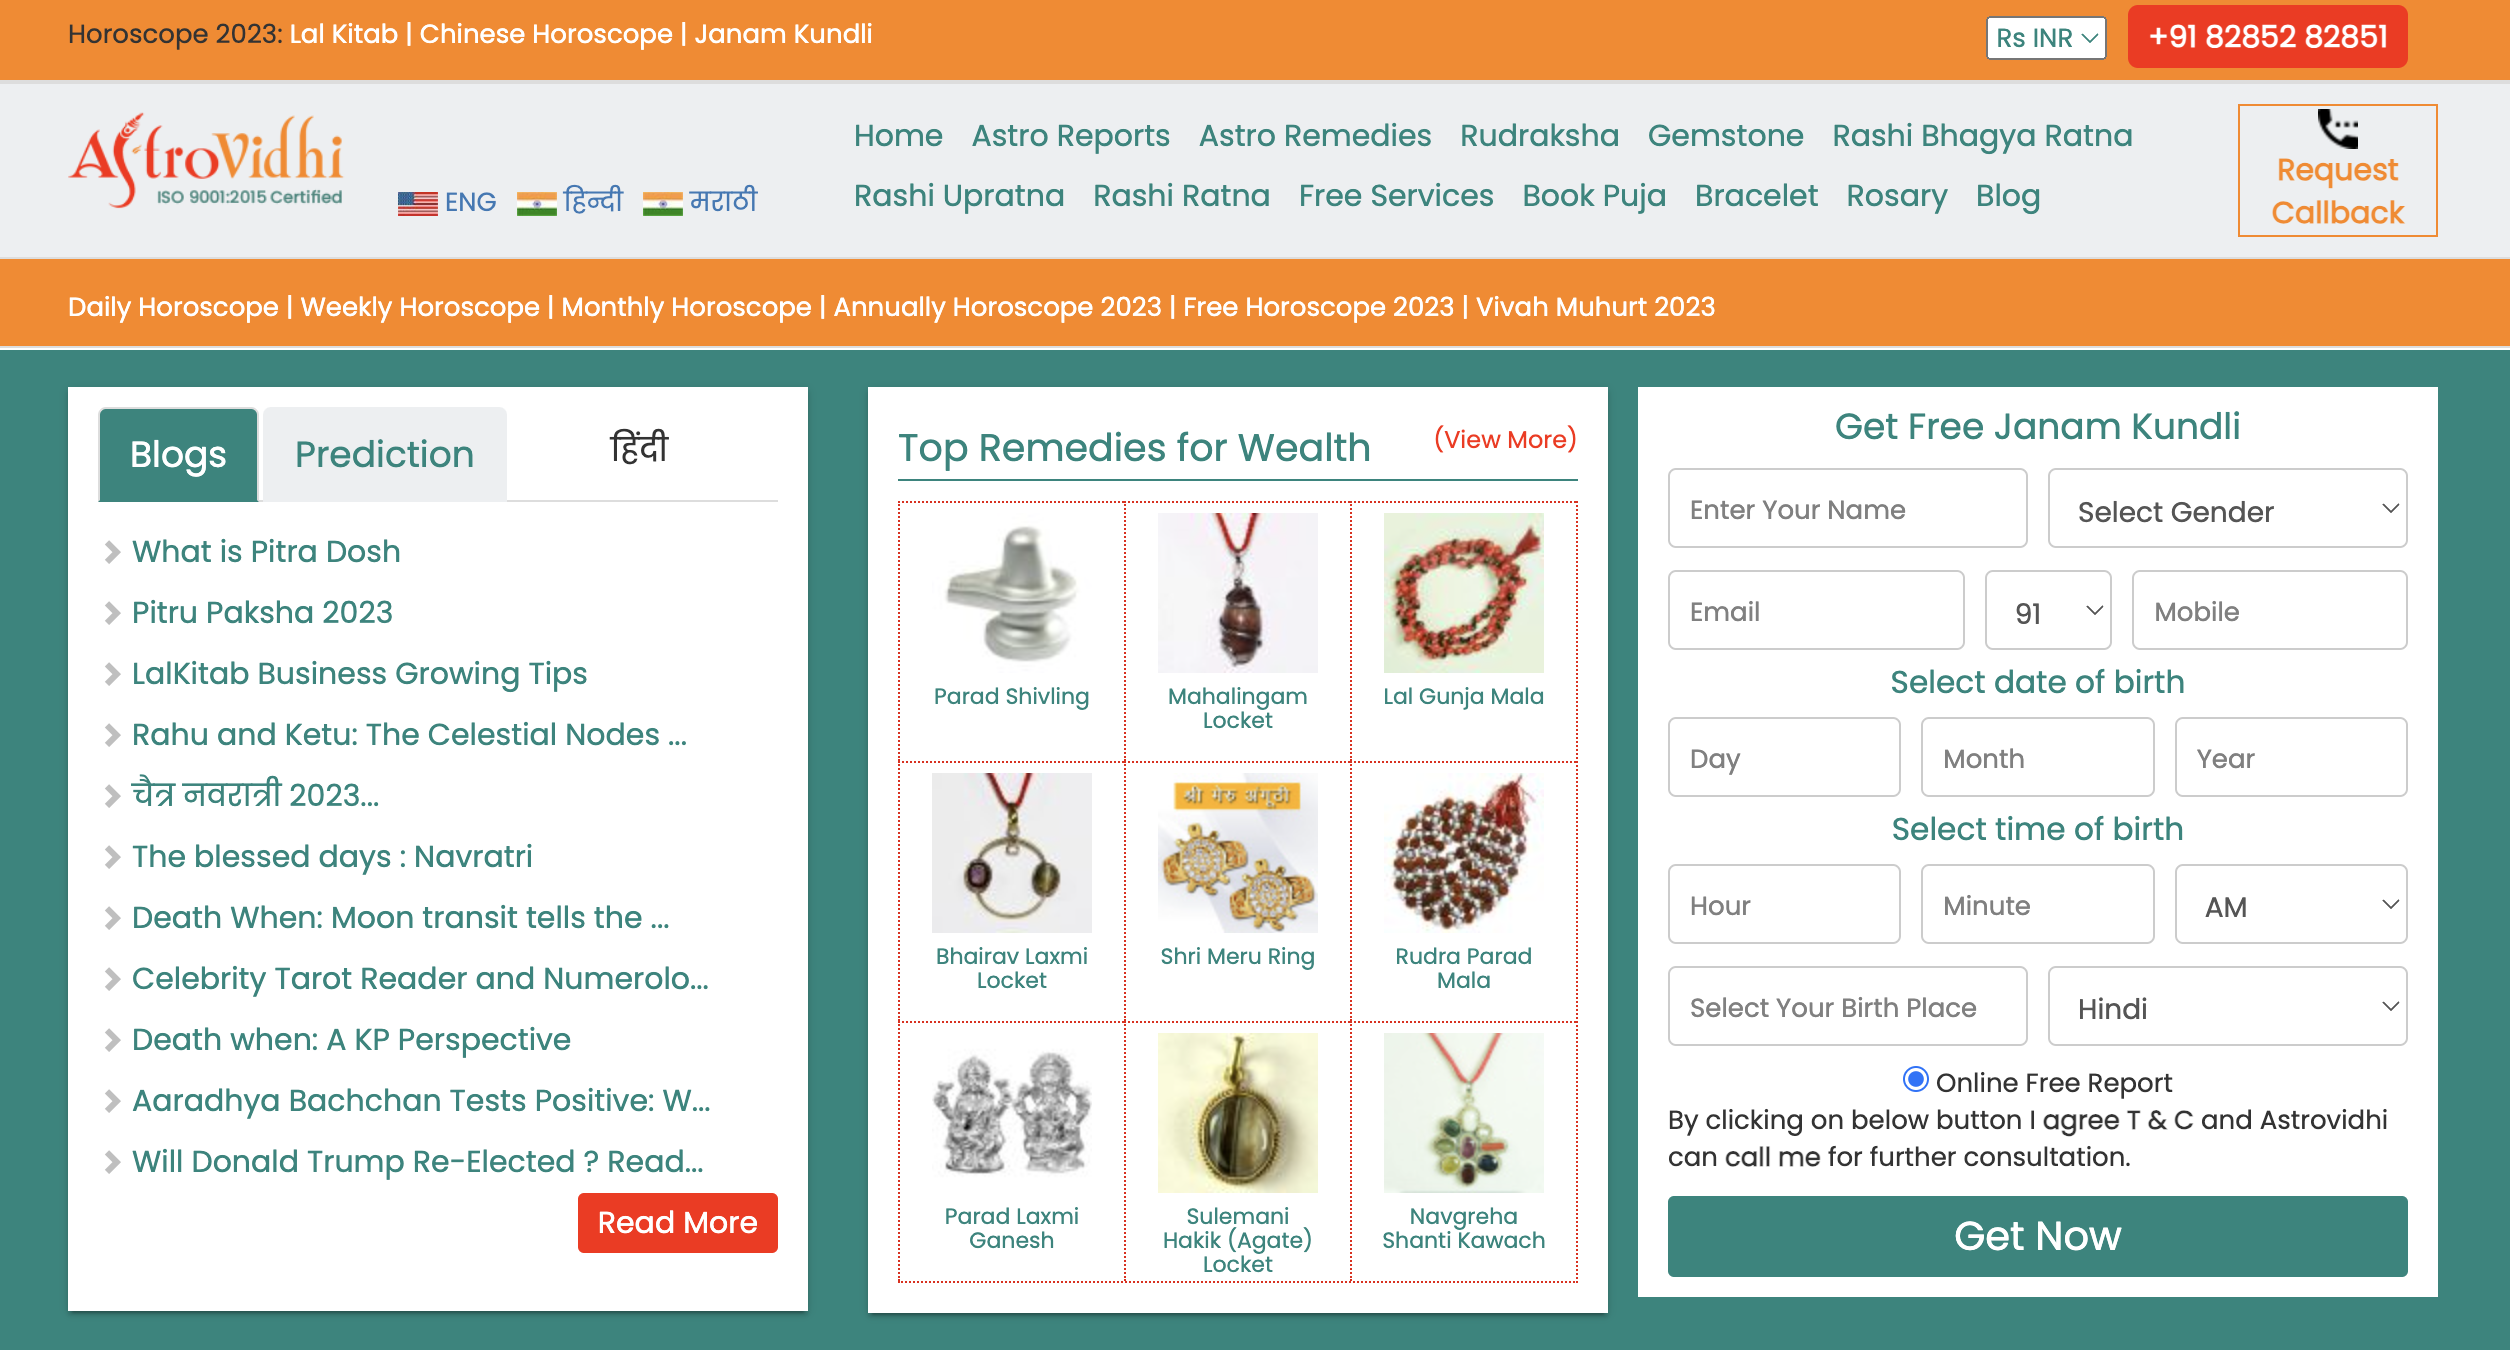 Horoscope 2023: Lal Kitab | Chinese Horoscope | Janam Kundli
Rs INR
+91 82852 82851
AstroVidhi
ISO 9001:2015 Certified
ENG हिन्दी मराठी
Home Astro Reports Astro Remedies Rudraksha Gemstone Rashi Bhagya Ratna
Rashi Upratna Rashi Ratna Free Services Book Puja Bracelet Rosary Blog
Request
Callback
Daily Horoscope | Weekly Horoscope | Monthly Horoscope | Annually Horoscope 2023 | Free Horoscope 2023 | Vivah Muhurt 2023
Blogs Prediction हिंदी
What is Pitra Dosh
Pitru Paksha 2023
LalKitab Business Growing Tips
Rahu and Ketu: The Celestial Nodes ...
चैत्र नवरात्री 2023...
The blessed days : Navratri
Death When: Moon transit tells the ...
Celebrity Tarot Reader and Numerolo...
Death when: A KP Perspective
Aaradhya Bachchan Tests Positive: W...
Will Donald Trump Re-Elected ? Read...
Read More
Top Remedies for Wealth
(View More)
Parad Shivling
Mahalingam
Locket
Lal Gunja Mala
Bhairav Laxmi
Locket
श्री मेरु अंगूठी
Shri Meru Ring
Rudra Parad
Mala
Parad Laxmi
Ganesh
Sulemani
Hakik (Agate)
Locket
Navgreha
Shanti Kawach
Get Free Janam Kundli
Enter Your Name
Select Gender
Email
91
Mobile
Select date of birth
Day
Month
Year
Select time of birth
Hour
Minute
AM
Select Your Birth Place
Hindi
Online Free Report
By clicking on below button I agree T & C and Astrovidhi
can call me for further consultation.
Get Now